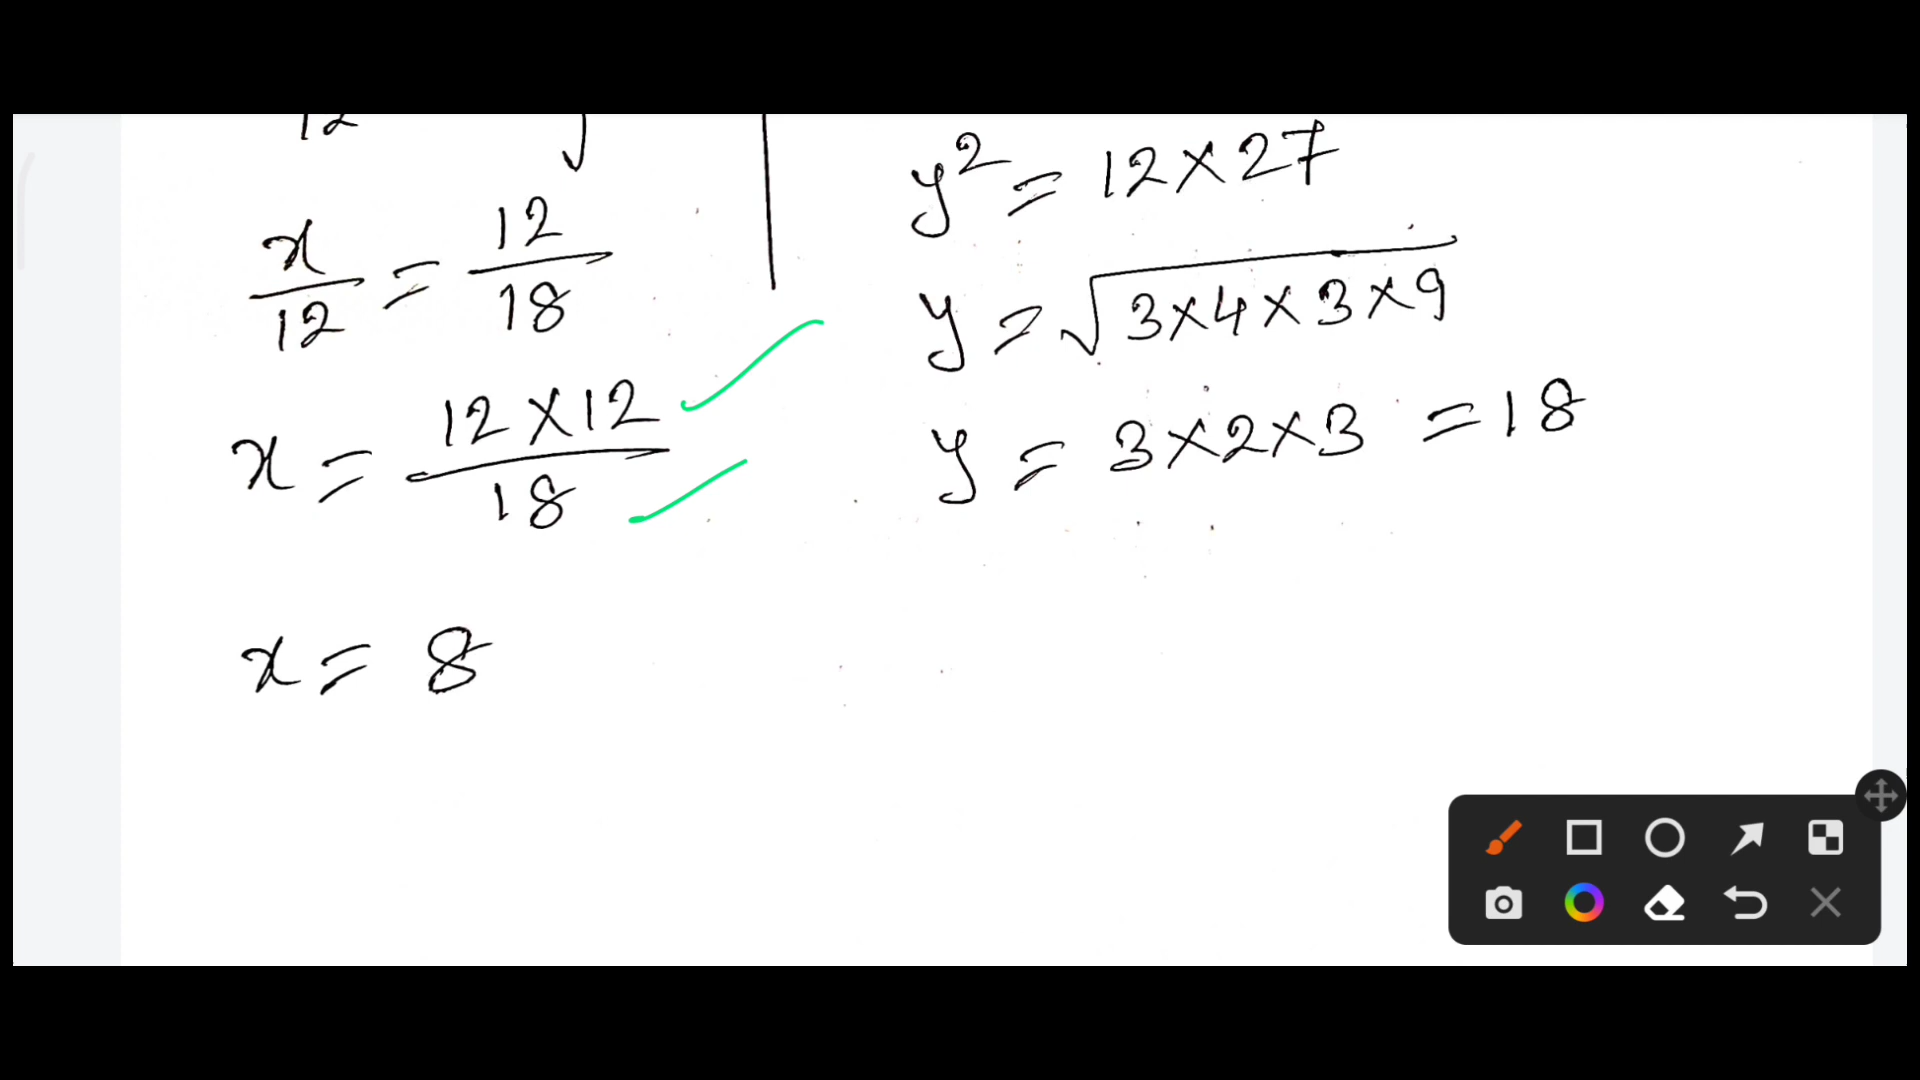 x/12 = 12/18
x = 12×12/18
x = 8
y² = 12×27
y = √3×4×3×9
y = 3×2×3 = 18